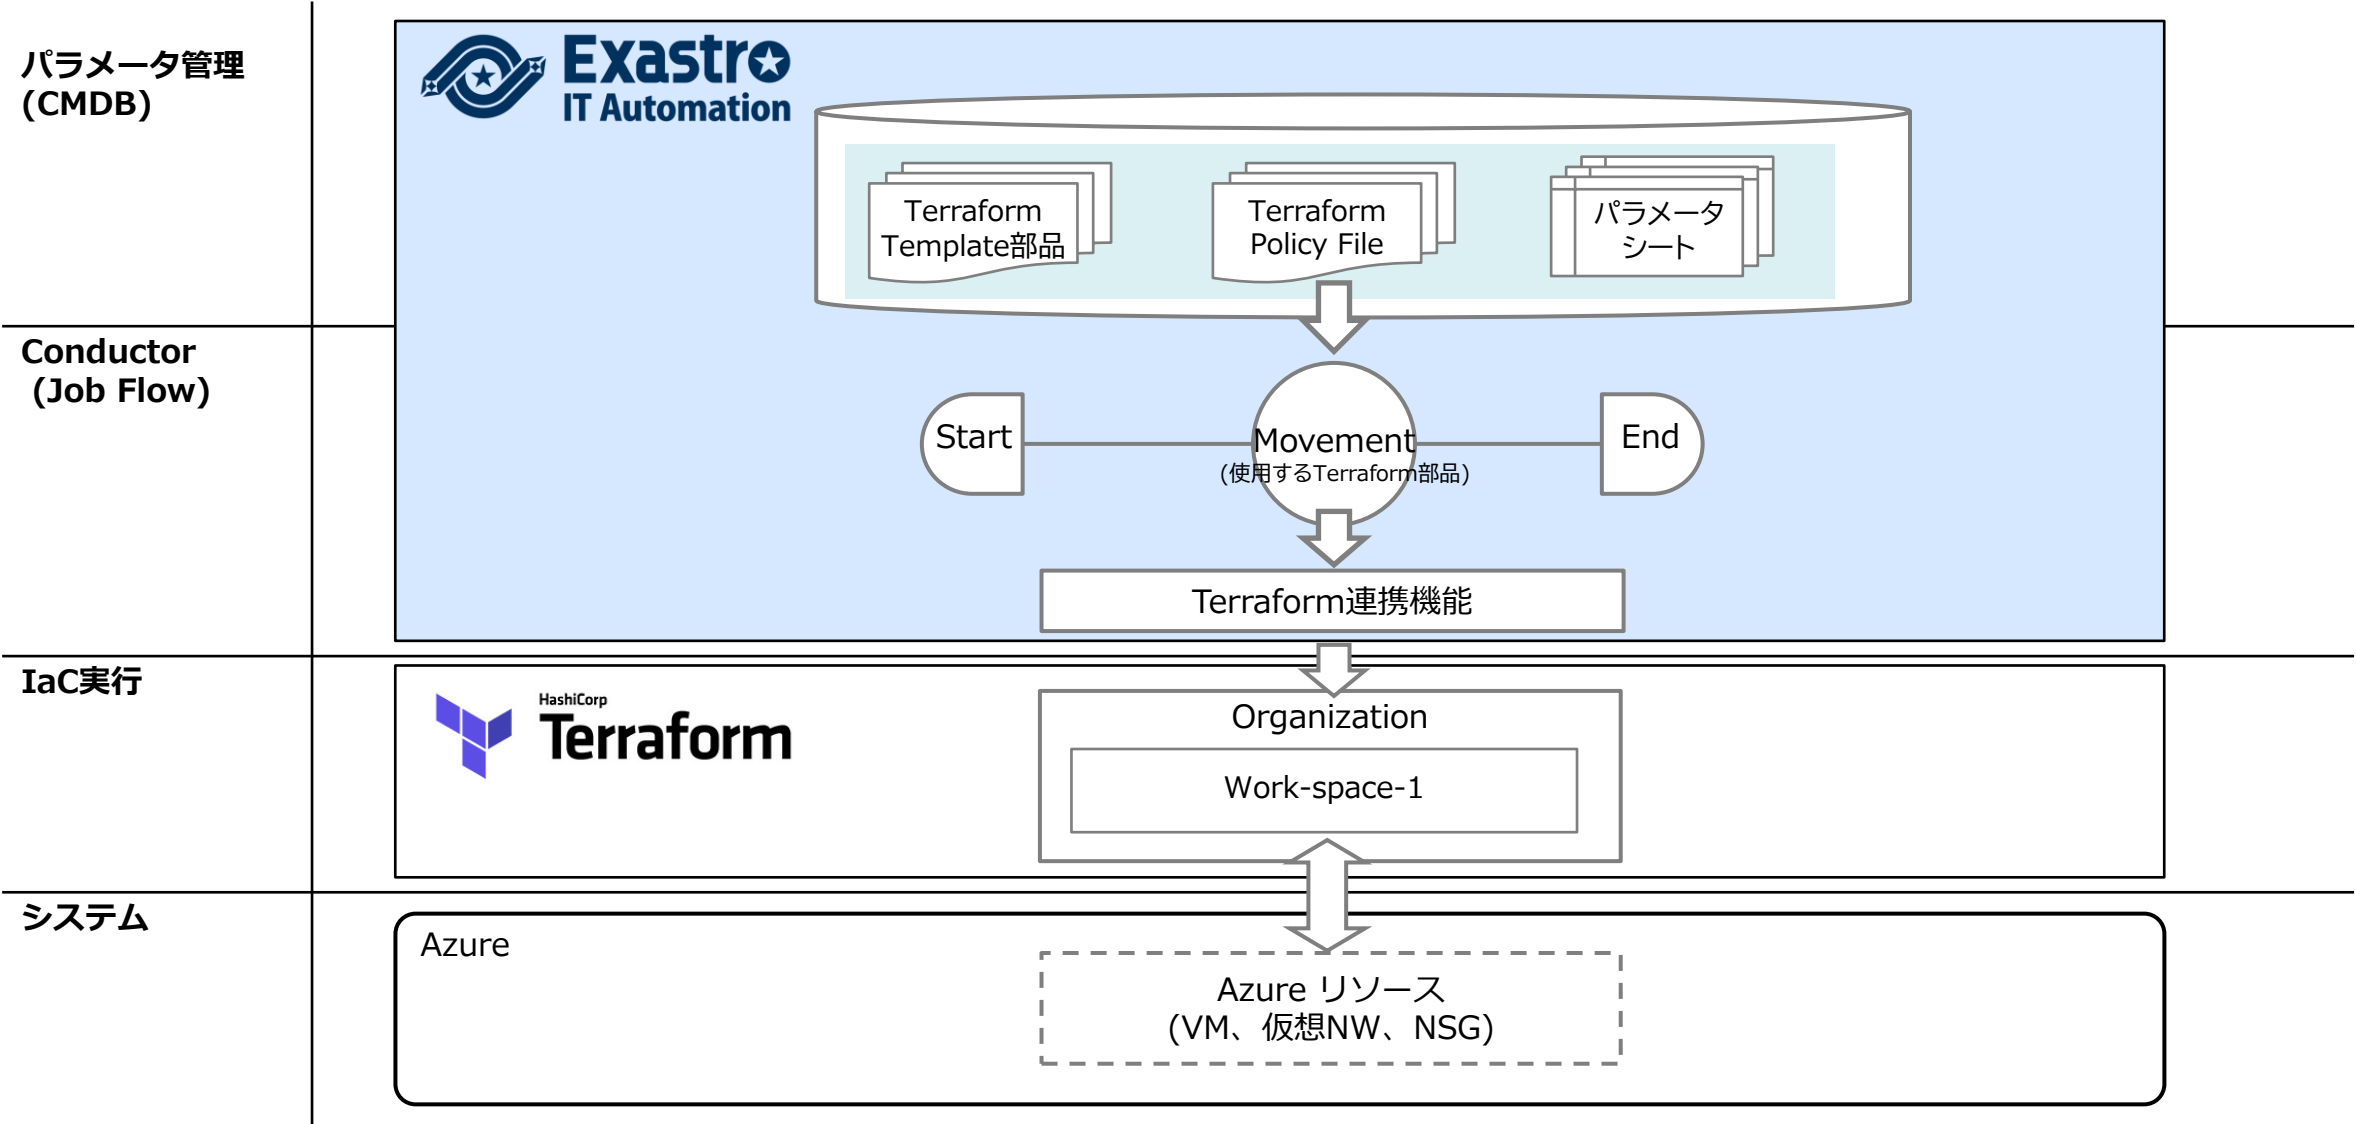 パラメータ管理
(CMDB)
Exastro
IT Automation
Terraform
Template部品
Terraform
Policy File
パラメータ
シート
Conductor
(Job Flow)
Start
Movement
(使用するTerraform部品)
End
Terraform連携機能
IaC実行
HashiCorp
Terraform
Organization
Work-space-1
システム
Azure
Azure リソース
(VM、仮想NW、NSG)